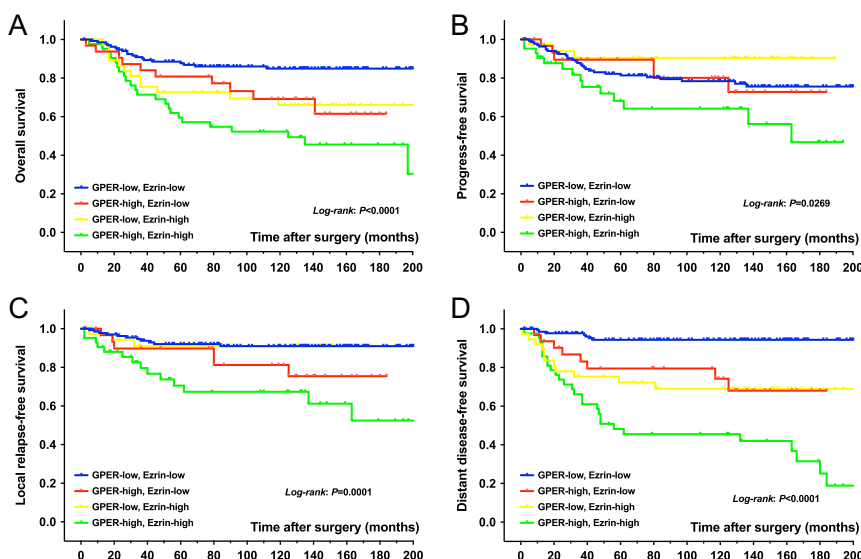 A
Overall survival
1.0
0.8
0.6
0.4
0.2
0.0
GPER-low, Ezrin-low
GPER-high, Ezrin-low
GPER-low, Ezrin-high
GPER-high, Ezrin-high
Log-rank: P<0.0001
Time after surgery (months)
0 20 40 60 80 100 120 140 160 180 200
B
Progress-free survival
1.0
0.8
0.6
0.4
0.2
0.0
GPER-low, Ezrin-low
GPER-high, Ezrin-low
GPER-low, Ezrin-high
GPER-high, Ezrin-high
Log-rank: P=0.0269
Time after surgery (months)
0 20 40 60 80 100 120 140 160 180 200
C
Local relapse-free survival
1.0
0.8
0.6
0.4
0.2
0.0
GPER-low, Ezrin-low
GPER-high, Ezrin-low
GPER-low, Ezrin-high
GPER-high, Ezrin-high
Log-rank: P=0.0001
Time after surgery (months)
0 20 40 60 80 100 120 140 160 180 200
D
Distant disease-free survival
1.0
0.8
0.6
0.4
0.2
0.0
GPER-low, Ezrin-low
GPER-high, Ezrin-low
GPER-low, Ezrin-high
GPER-high, Ezrin-high
Log-rank: P<0.0001
Time after surgery (months)
0 20 40 60 80 100 120 140 160 180 200